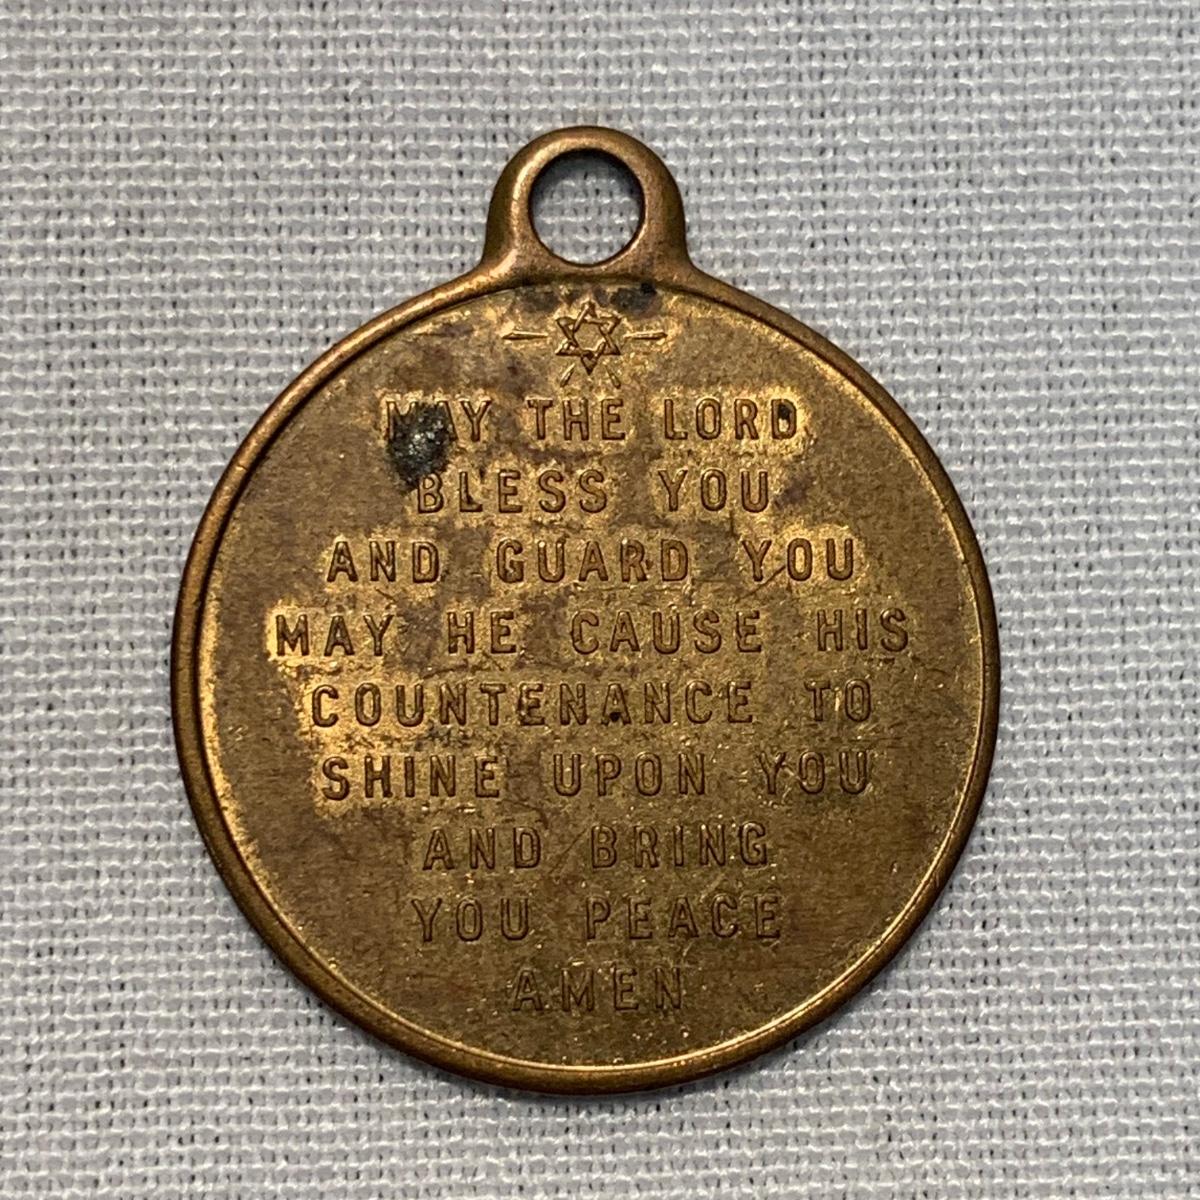 MAY THE LORD
BLESS YOU
AND GUARD YOU
MAY HE CAUSE HIS
COUNTENANCE TO
SHINE UPON YOU
AND BRING
YOU PEACE
AMEN